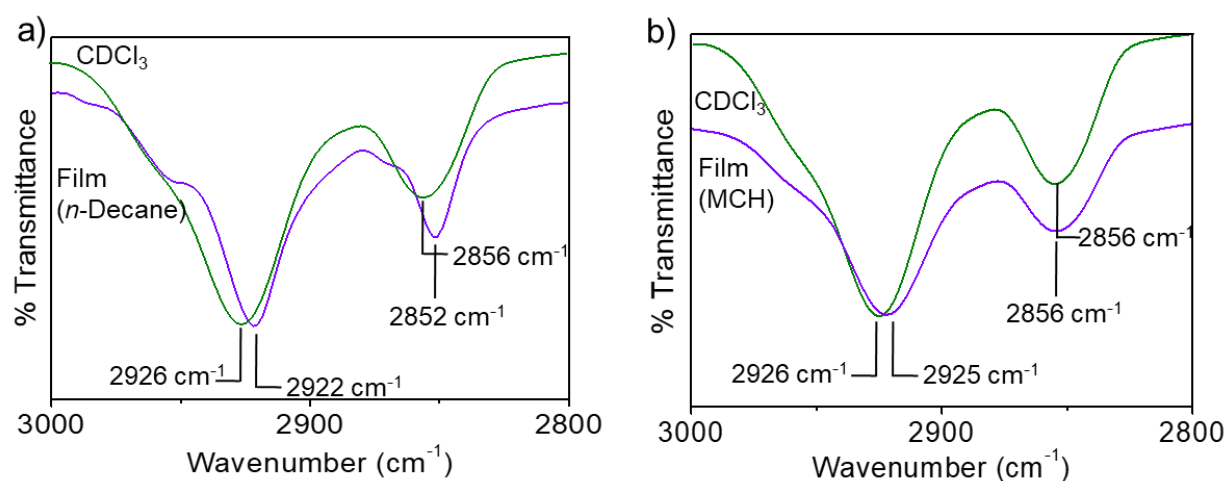 a)
CDCl₃
Film
(n-Decane)
2856 cm⁻¹
2852 cm⁻¹
2926 cm⁻¹
2922 cm⁻¹
% Transmittance
3000
2900
2800
Wavenumber (cm⁻¹)
b)
CDCl₃
Film
(MCH)
2856 cm⁻¹
2856 cm⁻¹
2926 cm⁻¹
2925 cm⁻¹
% Transmittance
3000
2900
2800
Wavenumber (cm⁻¹)